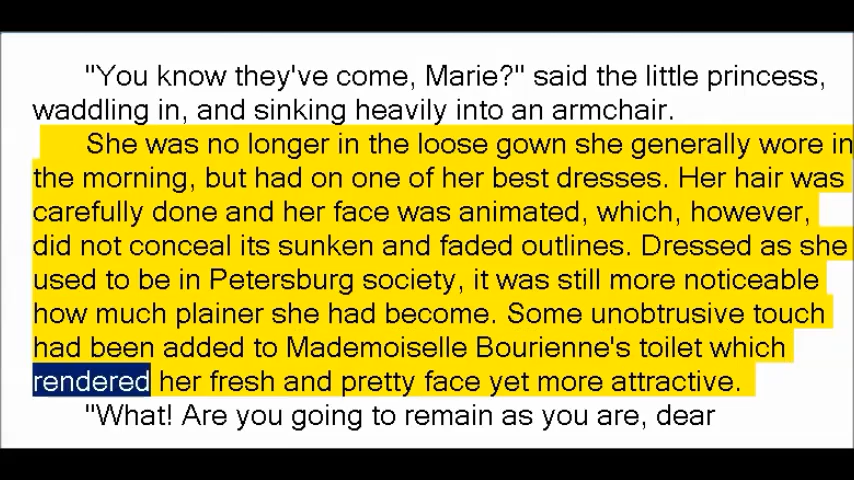 "You know they've come, Marie?" said the little princess,
waddling in, and sinking heavily into an armchair.
She was no longer in the loose gown she generally wore in
the morning, but had on one of her best dresses. Her hair was
carefully done and her face was animated, which, however,
did not conceal its sunken and faded outlines. Dressed as she
used to be in Petersburg society, it was still more noticeable
how much plainer she had become. Some unobtrusive touch
had been added to Mademoiselle Bourienne's toilet which
rendered her fresh and pretty face yet more attractive.
"What! Are you going to remain as you are, dear